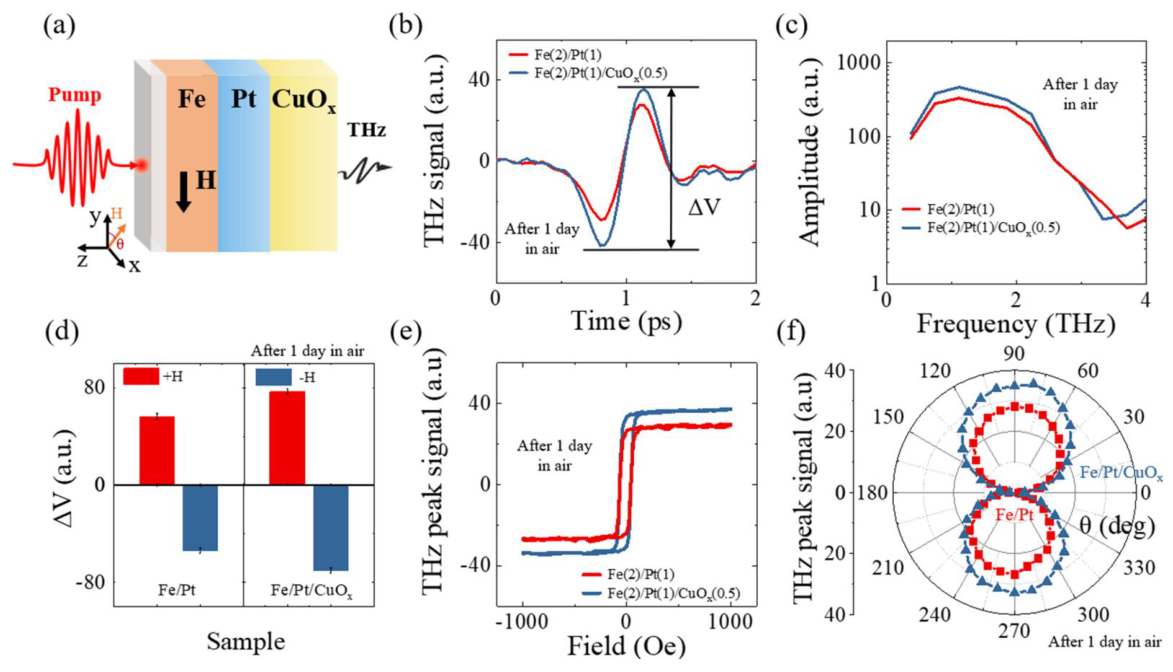 (a)
Pump
Fe
Pt
CuOx
THz
H
y
H
θ
z
x
(b)
THz signal (a.u.)
40
0
-40
Fe(2)/Pt(1)
Fe(2)/Pt(1)/CuOx(0.5)
ΔV
After 1 day
in air
0
1
2
Time (ps)
(c)
Amplitude (a.u.)
1000
100
10
1
After 1 day
in air
Fe(2)/Pt(1)
Fe(2)/Pt(1)/CuOx(0.5)
0
2
4
Frequency (THz)
(d)
After 1 day in air
ΔV (a.u.)
80
0
-80
+H
-H
Fe/Pt
Fe/Pt/CuOx
Sample
(e)
THz peak signal (a.u)
40
0
-40
After 1 day
in air
Fe(2)/Pt(1)
Fe(2)/Pt(1)/CuOx(0.5)
-1000
0
1000
Field (Oe)
(f)
THz peak signal (a.u)
40
20
0
20
40
90
120
60
150
30
180
0
210
330
240
300
270
Fe/Pt/CuOx
Fe/Pt
θ (deg)
After 1 day in air